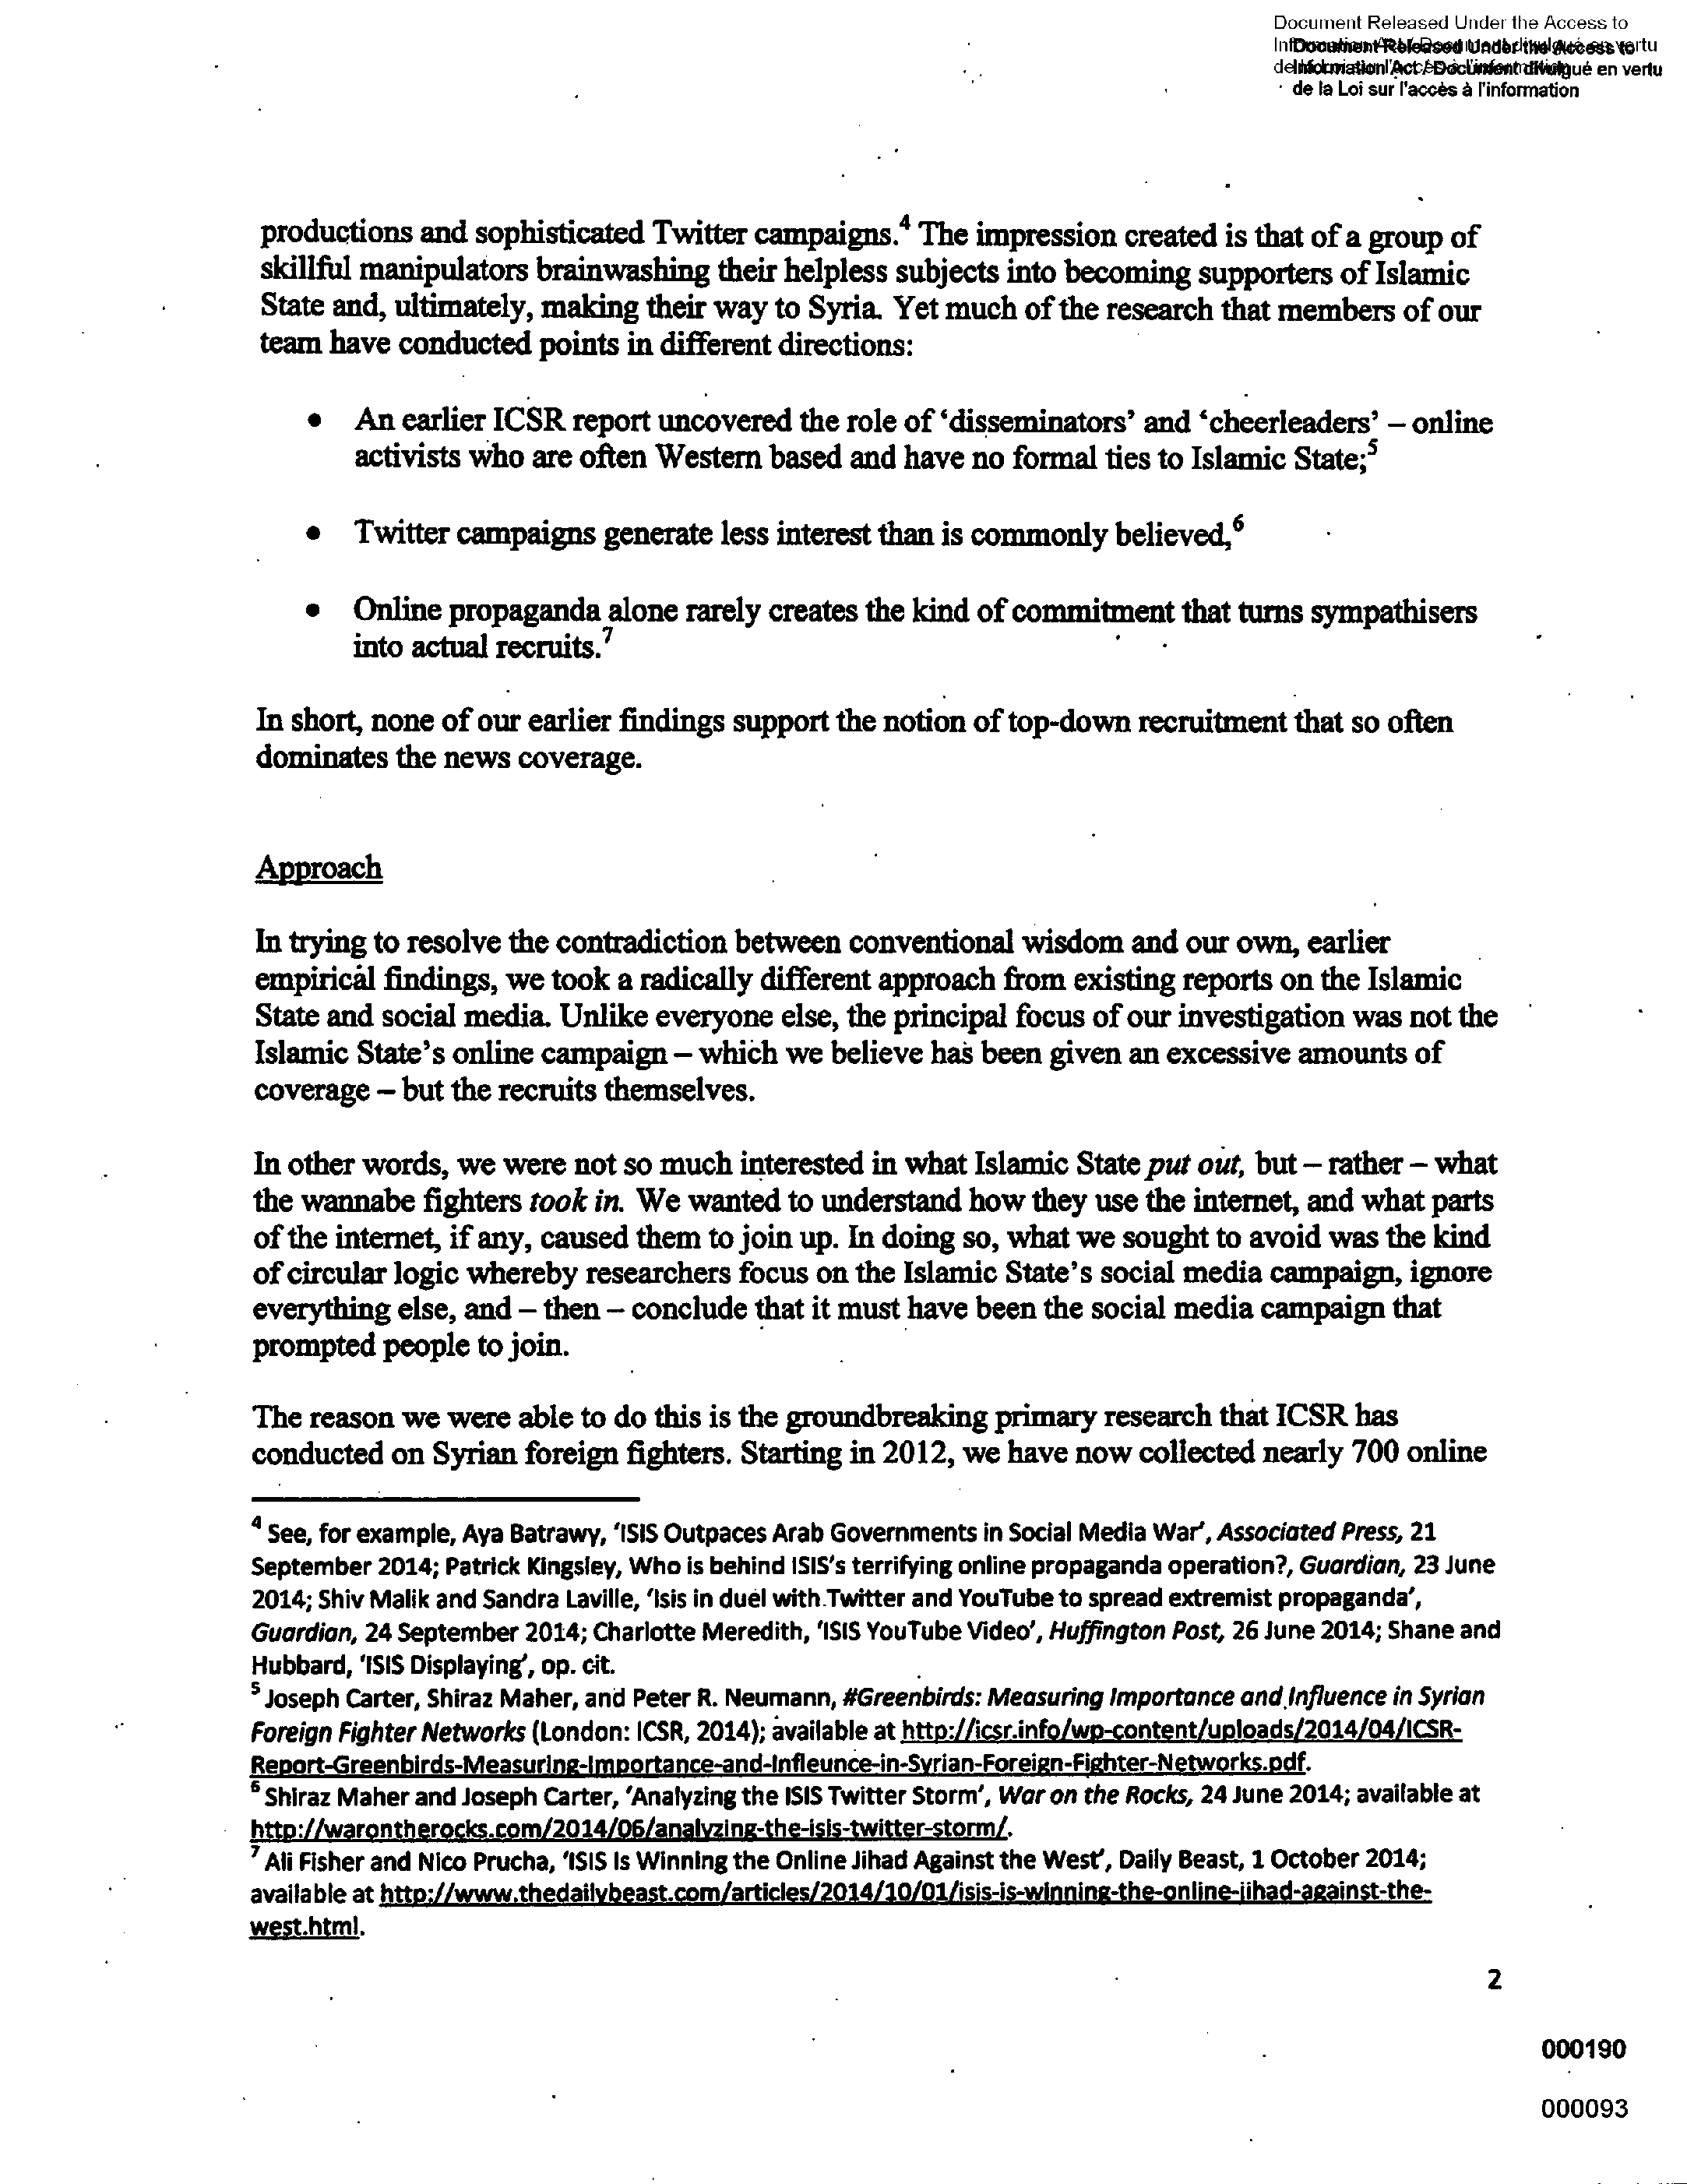 Document Released Under the Access to
Document Released Under the Access to
Information Act / Document divulgué en vertu
de la Loi sur l'accès à l'information
productions and sophisticated Twitter campaigns.⁴ The impression created is that of a group of
skillful manipulators brainwashing their helpless subjects into becoming supporters of Islamic
State and, ultimately, making their way to Syria. Yet much of the research that members of our
team have conducted points in different directions:
• An earlier ICSR report uncovered the role of ‘disseminators’ and ‘cheerleaders’ – online
activists who are often Western based and have no formal ties to Islamic State;⁵
• Twitter campaigns generate less interest than is commonly believed,⁶
• Online propaganda alone rarely creates the kind of commitment that turns sympathisers
into actual recruits.⁷
In short, none of our earlier findings support the notion of top-down recruitment that so often
dominates the news coverage.
Approach
In trying to resolve the contradiction between conventional wisdom and our own, earlier
empirical findings, we took a radically different approach from existing reports on the Islamic
State and social media. Unlike everyone else, the principal focus of our investigation was not the
Islamic State’s online campaign – which we believe has been given an excessive amounts of
coverage – but the recruits themselves.
In other words, we were not so much interested in what Islamic State put out, but – rather – what
the wannabe fighters took in. We wanted to understand how they use the internet, and what parts
of the internet, if any, caused them to join up. In doing so, what we sought to avoid was the kind
of circular logic whereby researchers focus on the Islamic State’s social media campaign, ignore
everything else, and – then – conclude that it must have been the social media campaign that
prompted people to join.
The reason we were able to do this is the groundbreaking primary research that ICSR has
conducted on Syrian foreign fighters. Starting in 2012, we have now collected nearly 700 online
⁴ See, for example, Aya Batrawy, ‘ISIS Outpaces Arab Governments in Social Media War’, Associated Press, 21
September 2014; Patrick Kingsley, Who is behind ISIS’s terrifying online propaganda operation?, Guardian, 23 June
2014; Shiv Malik and Sandra Laville, ‘Isis in duel with Twitter and YouTube to spread extremist propaganda’,
Guardian, 24 September 2014; Charlotte Meredith, ‘ISIS YouTube Video’, Huffington Post, 26 June 2014; Shane and
Hubbard, ‘ISIS Displaying’, op. cit.
⁵ Joseph Carter, Shiraz Maher, and Peter R. Neumann, #Greenbirds: Measuring Importance and Influence in Syrian
Foreign Fighter Networks (London: ICSR, 2014); available at http://icsr.info/wp-content/uploads/2014/04/ICSR-
Report-Greenbirds-Measuring-Importance-and-Infleunce-in-Syrian-Foreign-Fighter-Networks.pdf.
⁶ Shiraz Maher and Joseph Carter, ‘Analyzing the ISIS Twitter Storm’, War on the Rocks, 24 June 2014; available at
http://warontherocks.com/2014/06/analyzing-the-isis-twitter-storm/.
⁷ Ali Fisher and Nico Prucha, ‘ISIS Is Winning the Online Jihad Against the West’, Daily Beast, 1 October 2014;
available at http://www.thedailybeast.com/articles/2014/10/01/isis-is-winning-the-online-jihad-against-the-
west.html.
2
000190
000093